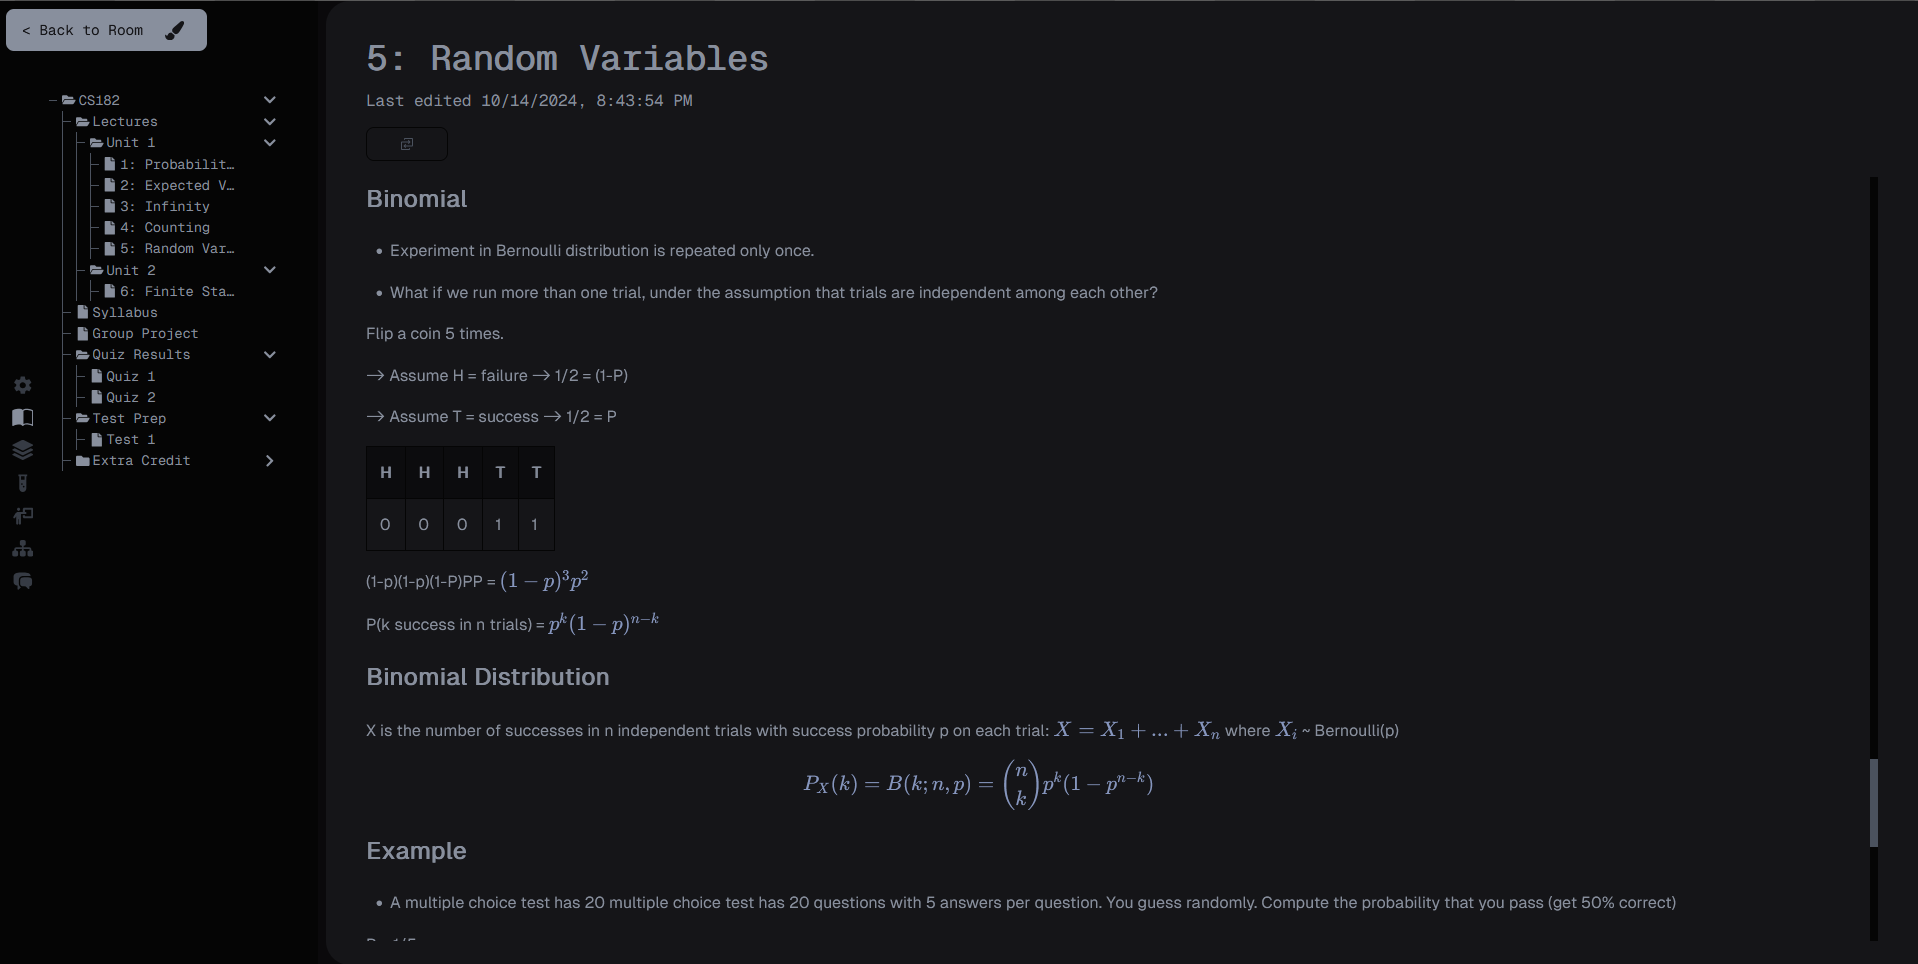 < Back to Room
CS182
Lectures
Unit 1
1: Probabilit…
2: Expected V…
3: Infinity
4: Counting
5: Random Var…
Unit 2
6: Finite Sta…
Syllabus
Group Project
Quiz Results
Quiz 1
Quiz 2
Test Prep
Test 1
Extra Credit
5: Random Variables
Last edited 10/14/2024, 8:43:54 PM
Binomial
• Experiment in Bernoulli distribution is repeated only once.
• What if we run more than one trial, under the assumption that trials are independent among each other?
Flip a coin 5 times.
→ Assume H = failure → 1/2 = (1-P)
→ Assume T = success → 1/2 = P
H H H T T
0 0 0 1 1
(1-p)(1-p)(1-P)PP = (1 − p)³p²
P(k success in n trials) = p^k(1 − p)^{n−k}
Binomial Distribution
X is the number of successes in n independent trials with success probability p on each trial: X = X₁ + ... + Xₙ where Xᵢ ~ Bernoulli(p)
P_X(k) = B(k; n, p) = \binom{n}{k} p^k(1 − p^{n−k})
Example
• A multiple choice test has 20 multiple choice test has 20 questions with 5 answers per question. You guess randomly. Compute the probability that you pass (get 50% correct)